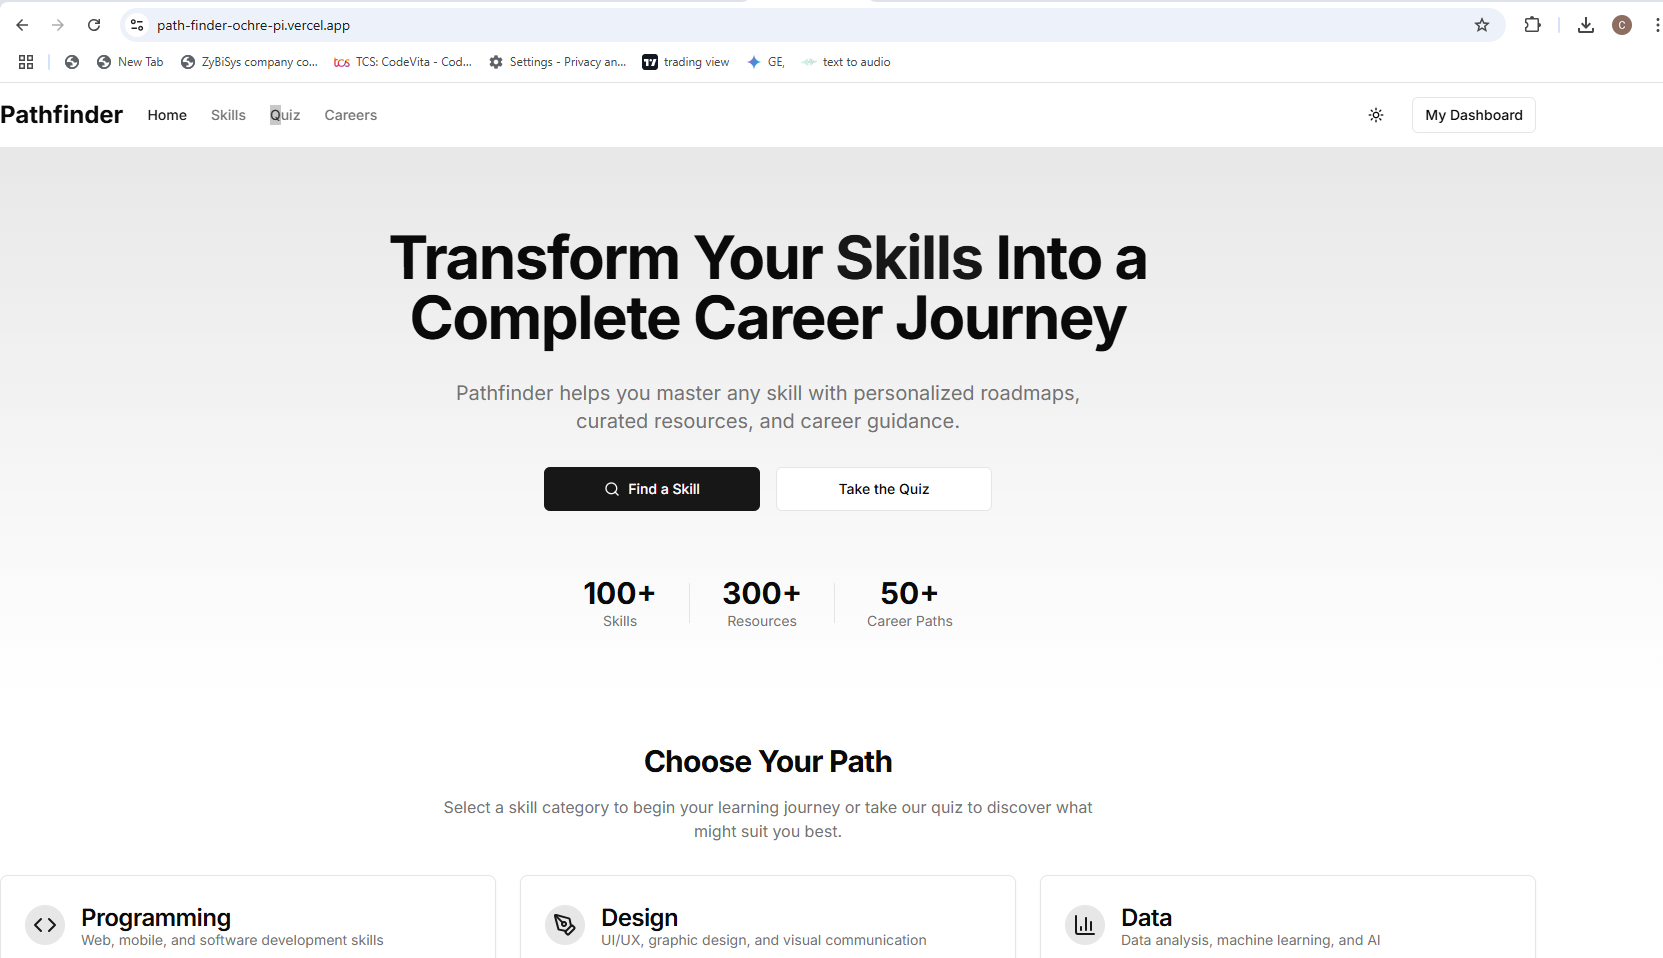 path-finder-ochre-pi.vercel.app
C
New Tab
ZyBiSys company co...
tcs TCS: CodeVita - Cod...
Settings - Privacy an...
trading view
GE,
text to audio
Pathfinder Home Skills Quiz Careers My Dashboard
Transform Your Skills Into a
Complete Career Journey
Pathfinder helps you master any skill with personalized roadmaps,
curated resources, and career guidance.
Find a Skill Take the Quiz
100+ 300+ 50+
Skills Resources Career Paths
Choose Your Path
Select a skill category to begin your learning journey or take our quiz to discover what
might suit you best.
Programming
Web, mobile, and software development skills
Design
UI/UX, graphic design, and visual communication
Data
Data analysis, machine learning, and AI